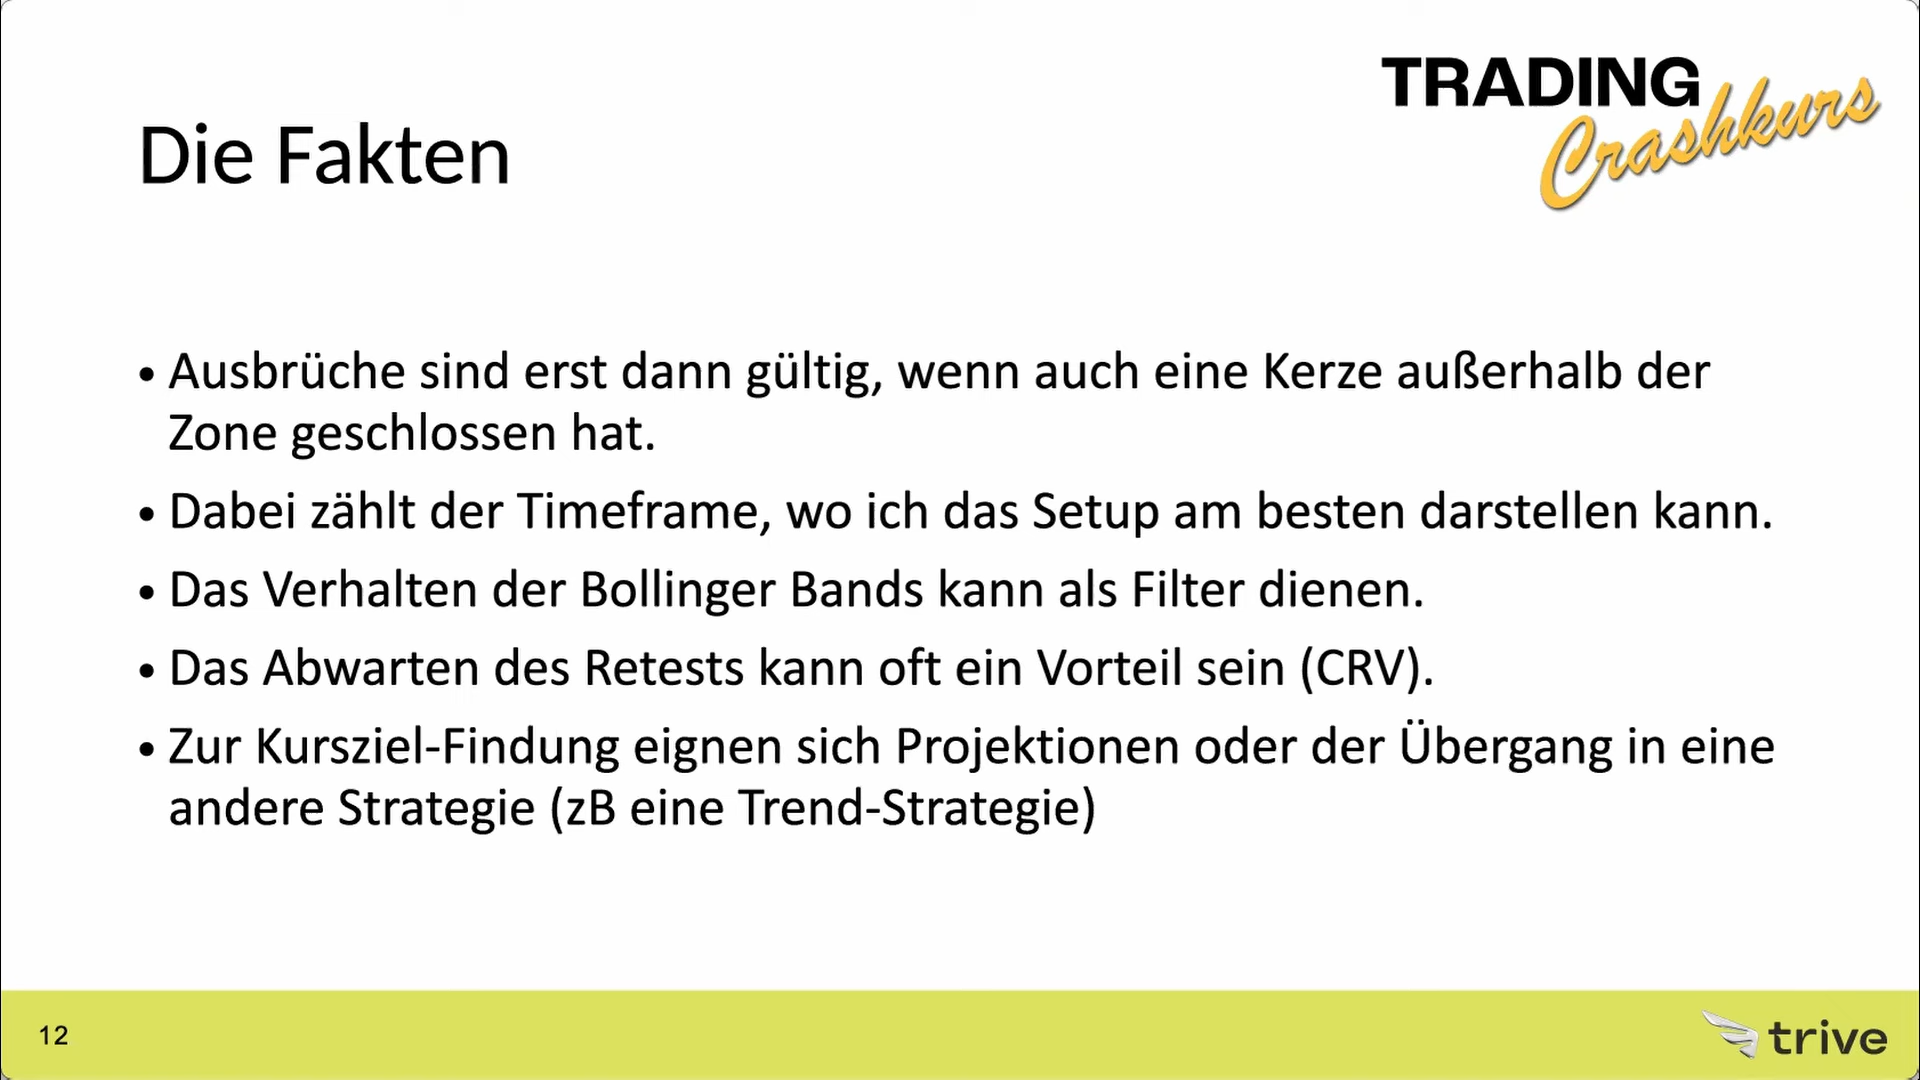 TRADING
Crashkurs
Die Fakten
• Ausbrüche sind erst dann gültig, wenn auch eine Kerze außerhalb der
Zone geschlossen hat.
• Dabei zählt der Timeframe, wo ich das Setup am besten darstellen kann.
• Das Verhalten der Bollinger Bands kann als Filter dienen.
• Das Abwarten des Retests kann oft ein Vorteil sein (CRV).
• Zur Kursziel-Findung eignen sich Projektionen oder der Übergang in eine
andere Strategie (zB eine Trend-Strategie)
12
trive